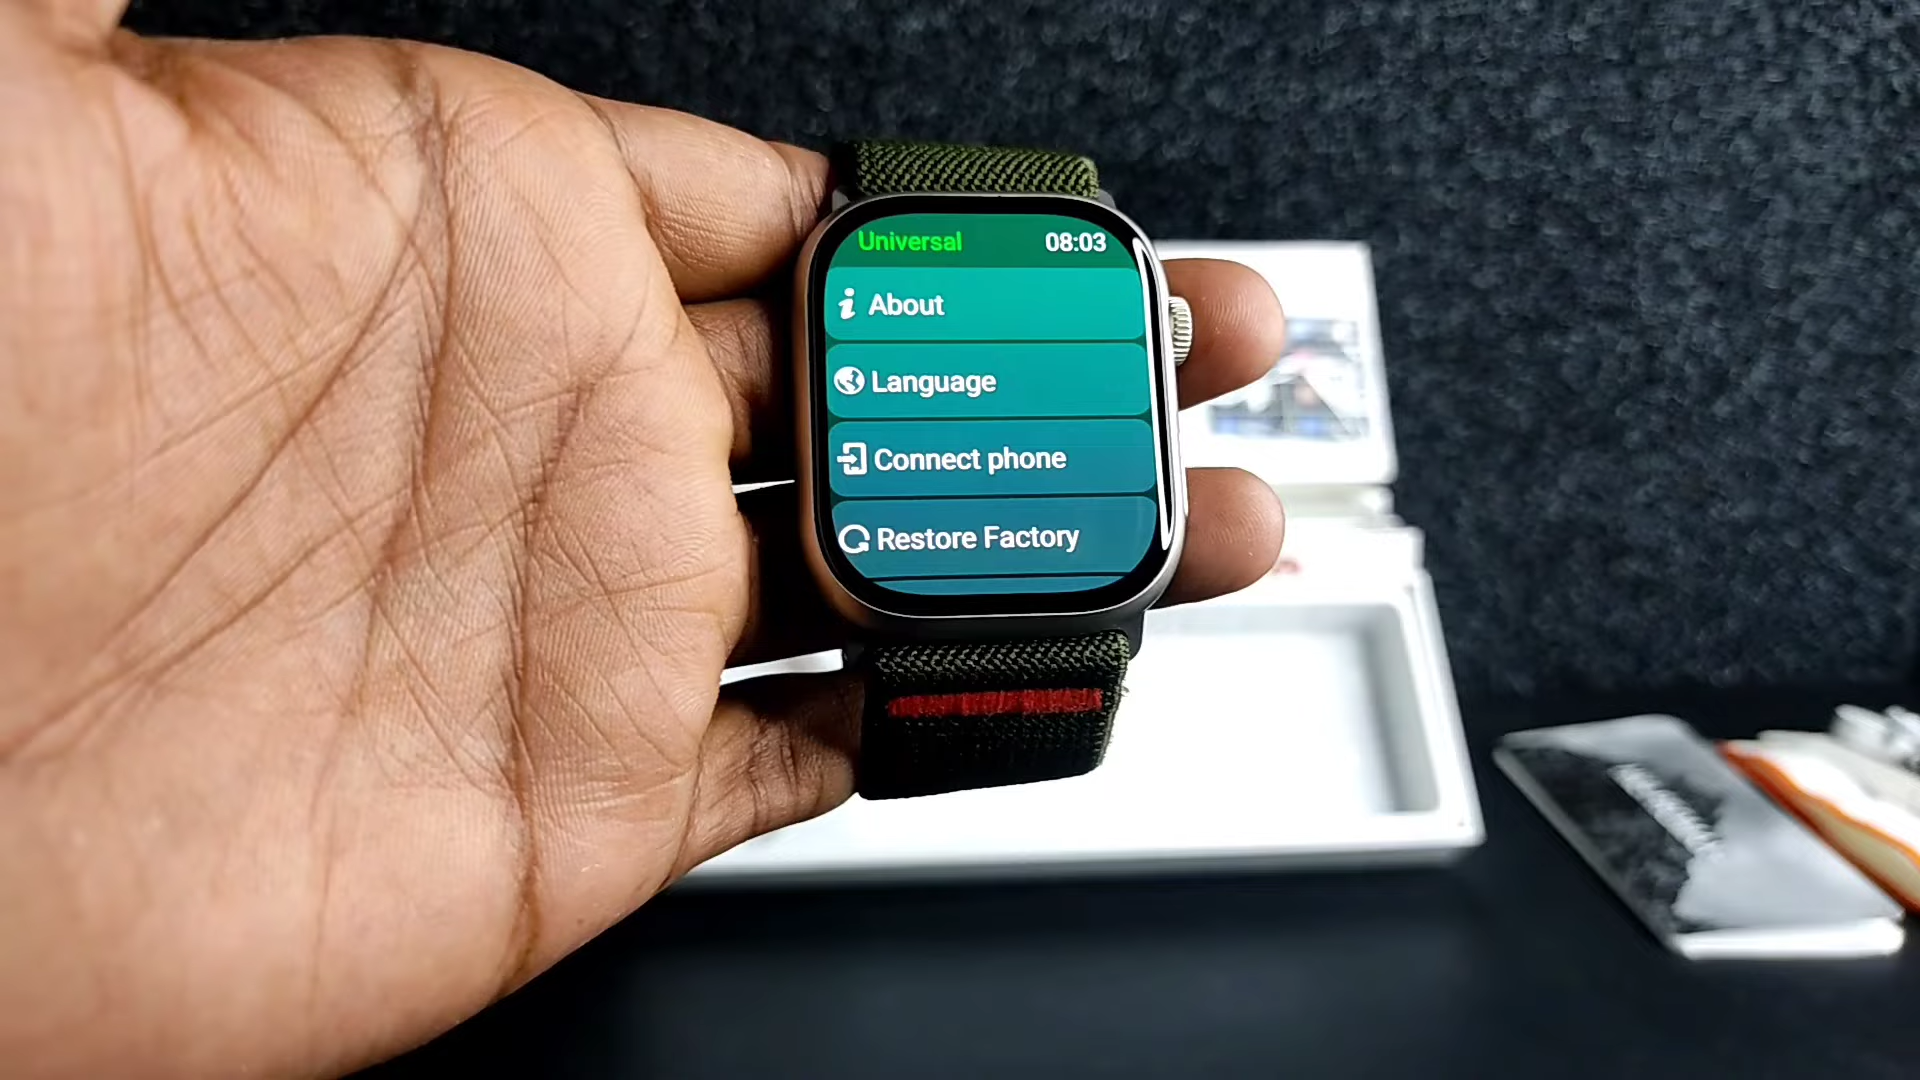 Universal 08:03
About
Language
Connect phone
Restore Factory